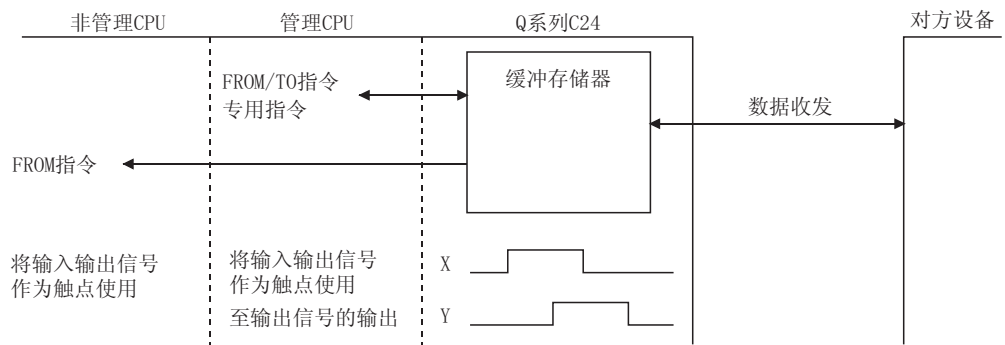 非管理CPU
管理CPU
Q系列C24
对方设备
FROM/TO指令
专用指令
缓冲存储器
数据收发
FROM指令
将输入输出信号
作为触点使用
将输入输出信号
作为触点使用
至输出信号的输出
X
Y